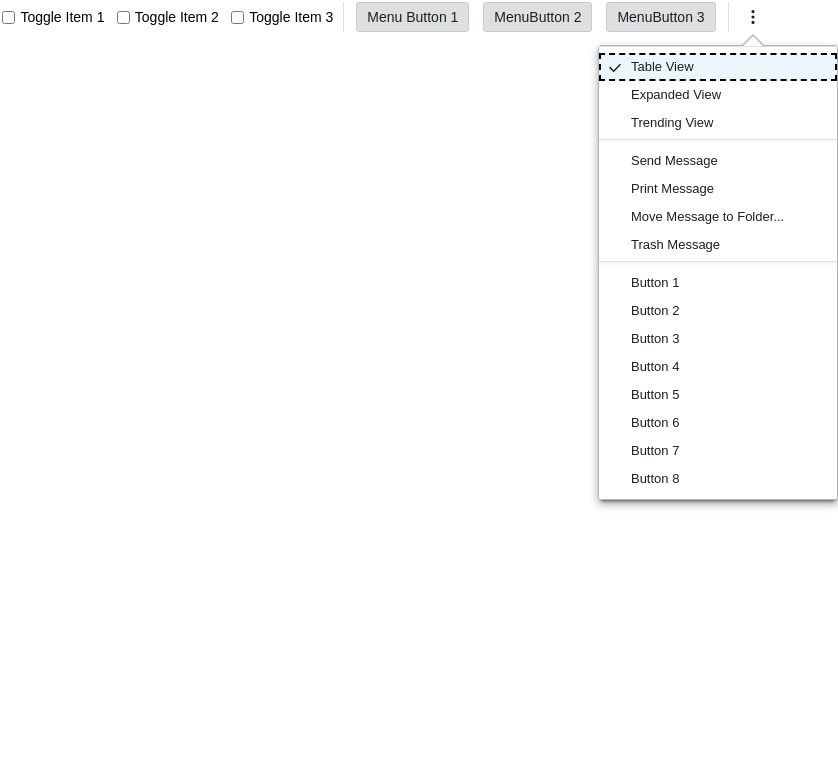 Toggle Item 1 Toggle Item 2 Toggle Item 3 Menu Button 1 MenuButton 2 MenuButton 3
Table View
Expanded View
Trending View
Send Message
Print Message
Move Message to Folder...
Trash Message
Button 1
Button 2
Button 3
Button 4
Button 5
Button 6
Button 7
Button 8